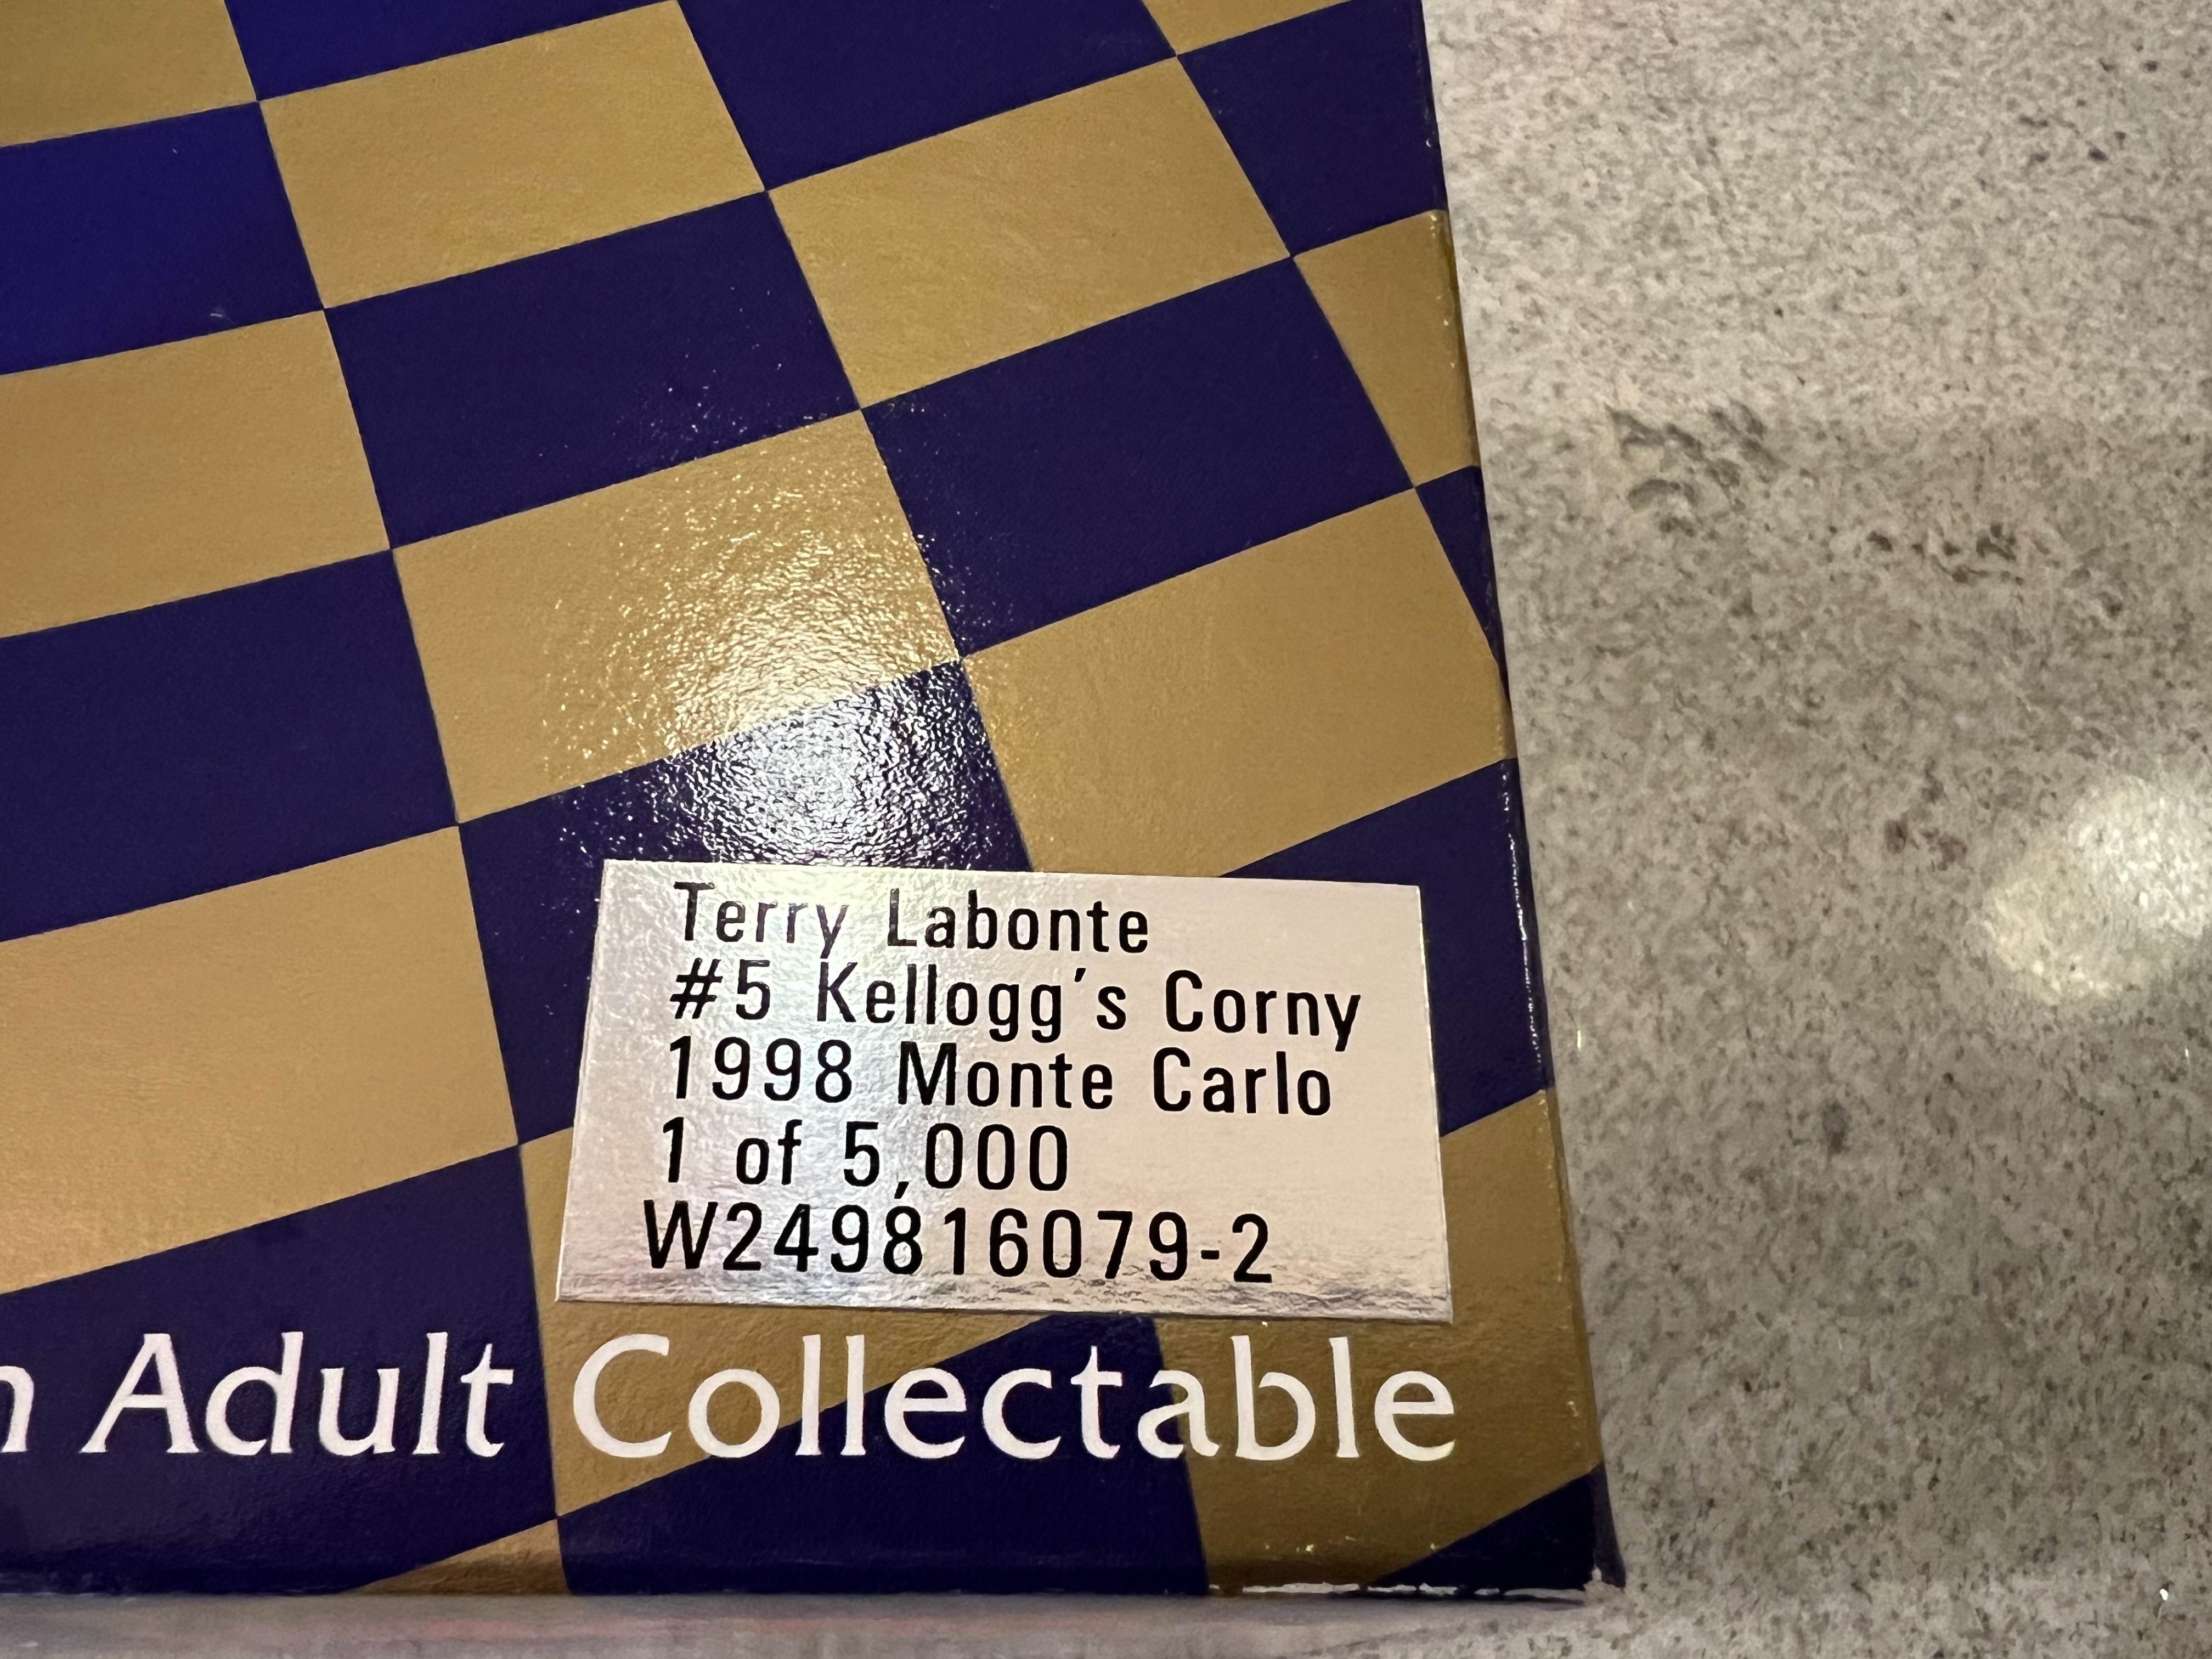 Terry Labonte
#5 Kellogg's Corny
1998 Monte Carlo
1 of 5,000
W249816079-2
n Adult Collectable